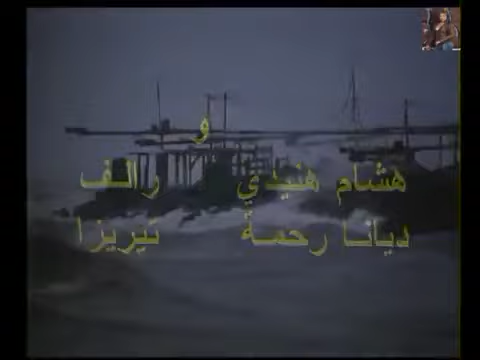 و
هشام هنيدي رالف
ديانا رحمة تيريزا